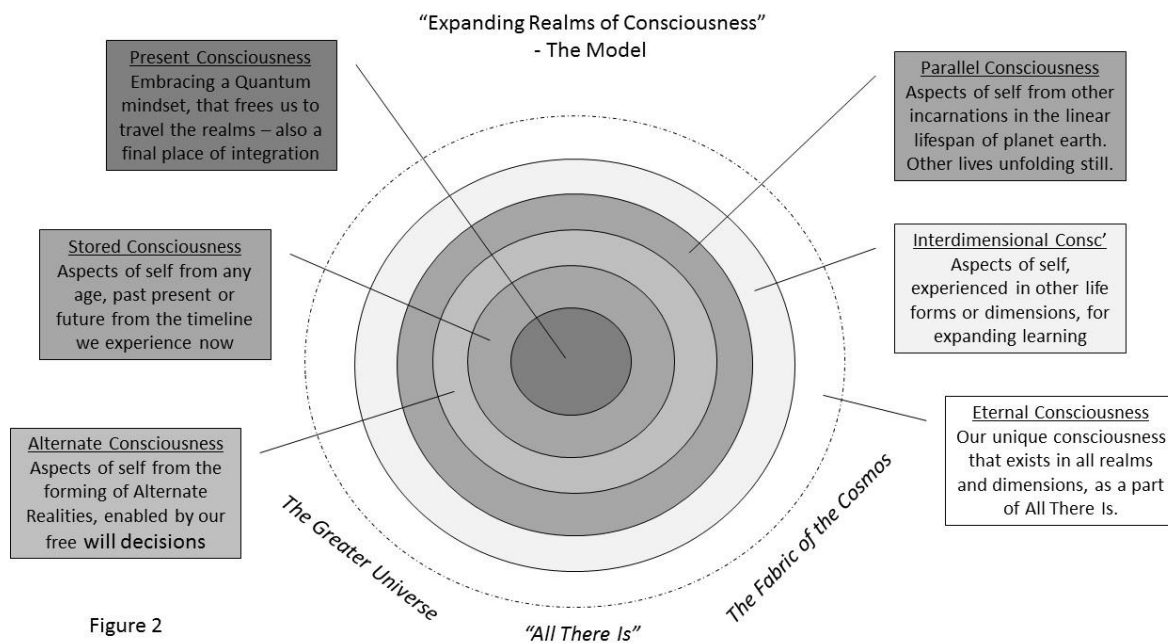 “Expanding Realms of Consciousness”
- The Model
Present Consciousness
Embracing a Quantum
mindset, that frees us to
travel the realms – also a
final place of integration
Stored Consciousness
Aspects of self from any
age, past present or
future from the timeline
we experience now
Alternate Consciousness
Aspects of self from the
forming of Alternate
Realities, enabled by our
free will decisions
Parallel Consciousness
Aspects of self from other
incarnations in the linear
lifespan of planet earth.
Other lives unfolding still.
Interdimensional Consc’
Aspects of self,
experienced in other life
forms or dimensions, for
expanding learning
Eternal Consciousness
Our unique consciousness
that exists in all realms
and dimensions, as a part
of All There Is.
The Greater Universe
The Fabric of the Cosmos
“All There Is”
Figure 2